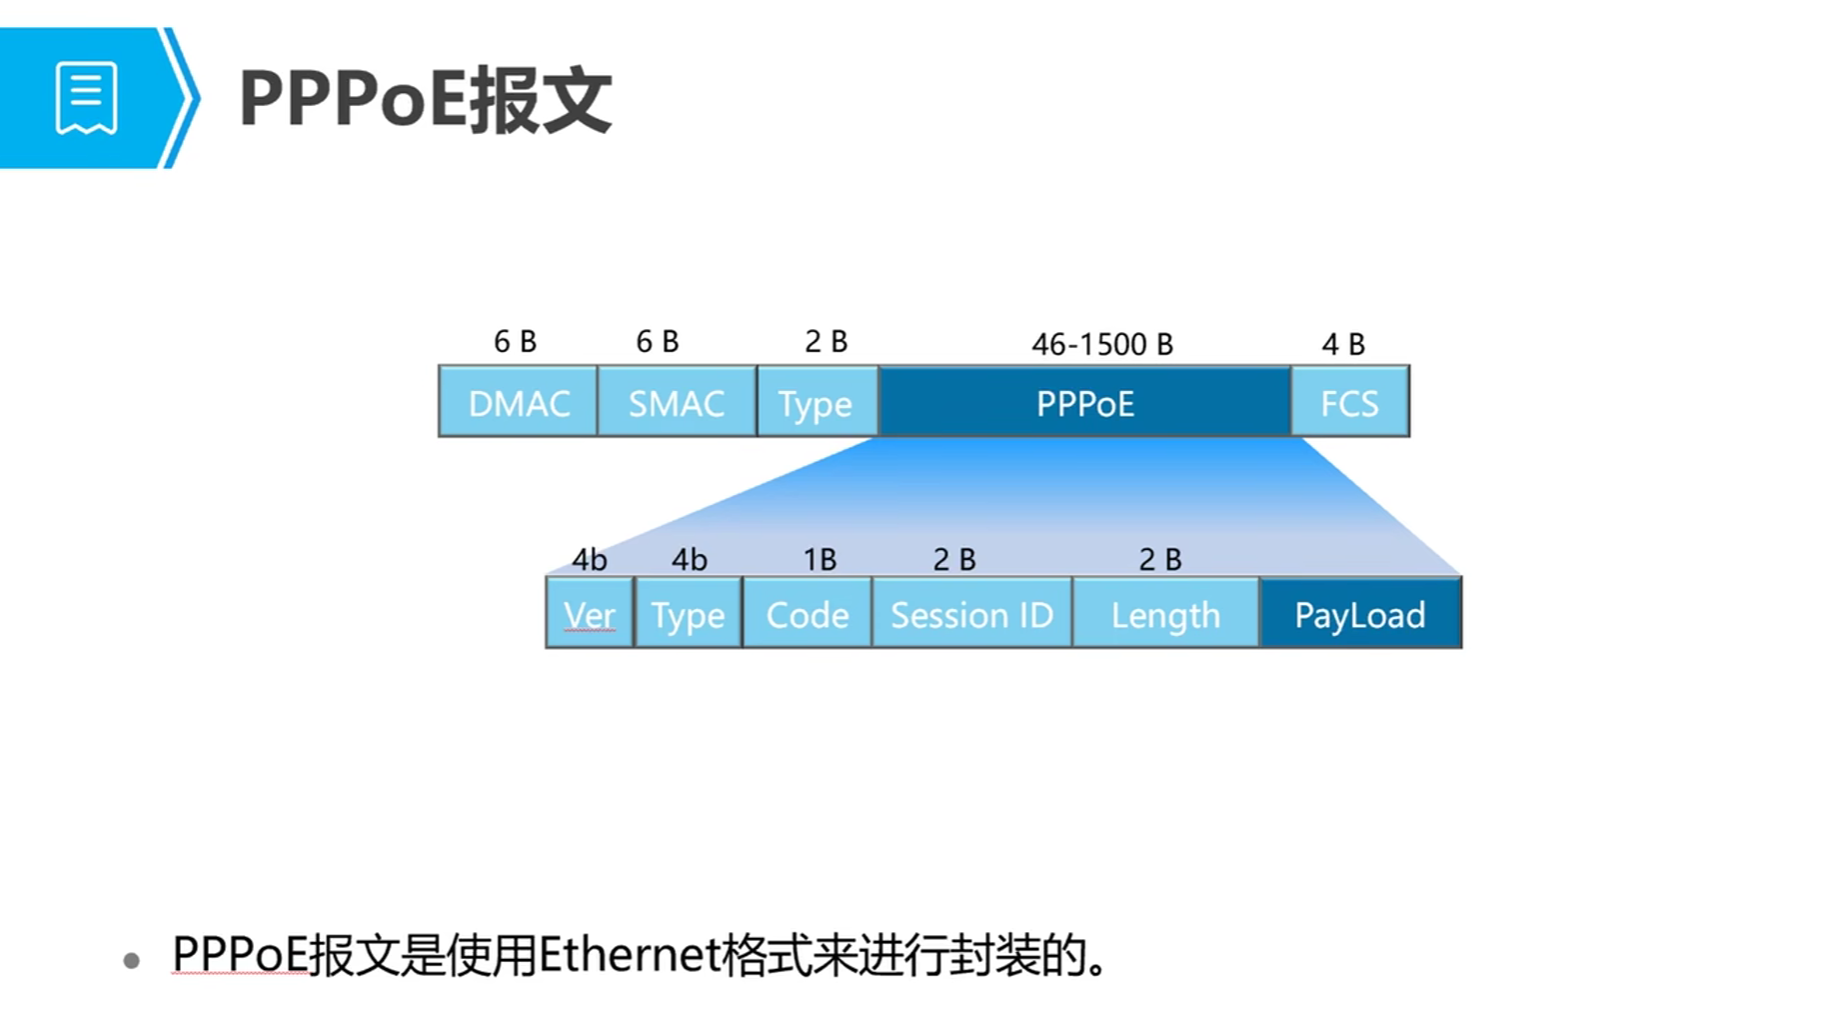 PPPoE报文
6 B 6 B 2 B 46-1500 B 4 B
DMAC SMAC Type PPPoE FCS
4b 4b 1B 2 B 2 B
Ver Type Code Session ID Length PayLoad
PPPoE报文是使用Ethernet格式来进行封装的。